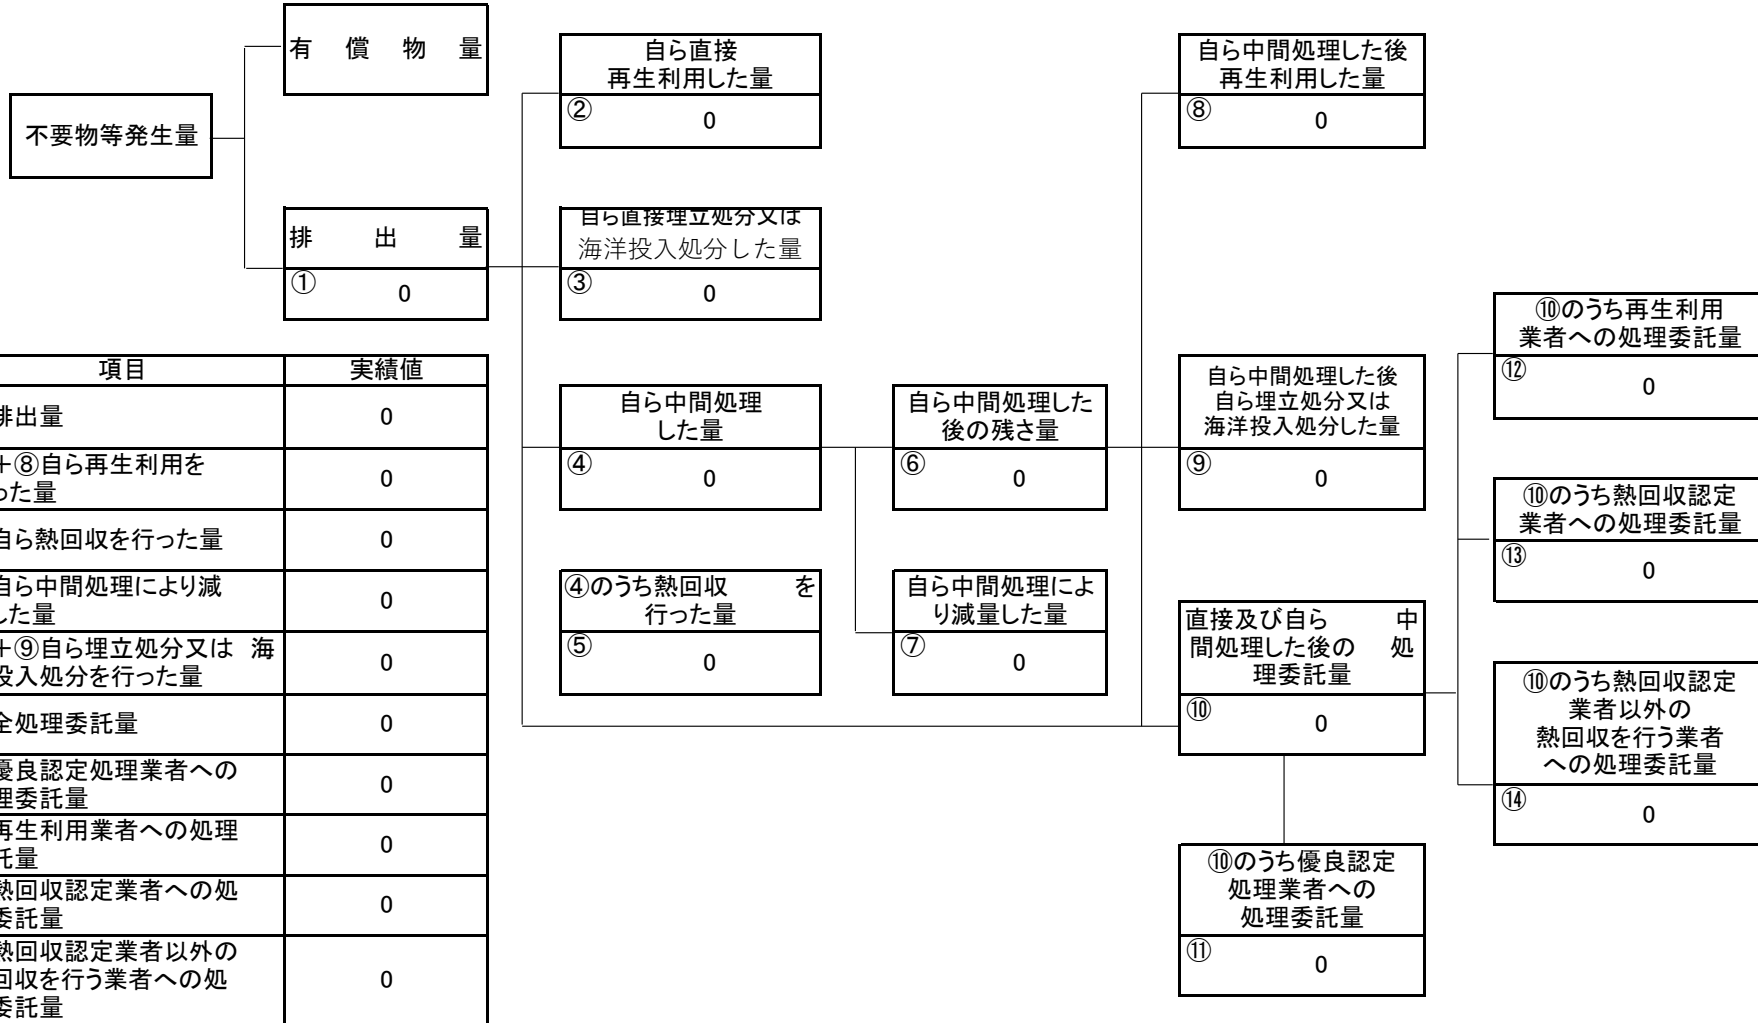 不要物等発生量
有 償 物 量
排 出 量
①
0
自ら直接
再生利用した量
②
0
自ら直接埋立処分又は
海洋投入処分した量
③
0
自ら中間処理
した量
④
0
④のうち熱回収 を
行った量
⑤
0
自ら中間処理した
後の残さ量
⑥
0
自ら中間処理によ
り減量した量
⑦
0
自ら中間処理した後
再生利用した量
⑧
0
自ら中間処理した後
自ら埋立処分又は
海洋投入処分した量
⑨
0
直接及び自ら 中
間処理した後の 処
理委託量
⑩
0
⑩のうち優良認定
処理業者への
処理委託量
⑪
0
⑩のうち再生利用
業者への処理委託量
⑫
0
⑩のうち熱回収認定
業者への処理委託量
⑬
0
⑩のうち熱回収認定
業者以外の
熱回収を行う業者
への処理委託量
⑭
0
項目 実績値
排出量
0
+⑧自ら再生利用を
った量
0
自ら熱回収を行った量
0
自ら中間処理により減
した量
0
+⑨自ら埋立処分又は 海
投入処分を行った量
0
全処理委託量
0
優良認定処理業者への
理委託量
0
再生利用業者への処理
託量
0
熱回収認定業者への処
委託量
0
熱回収認定業者以外の
回収を行う業者への処
委託量
0